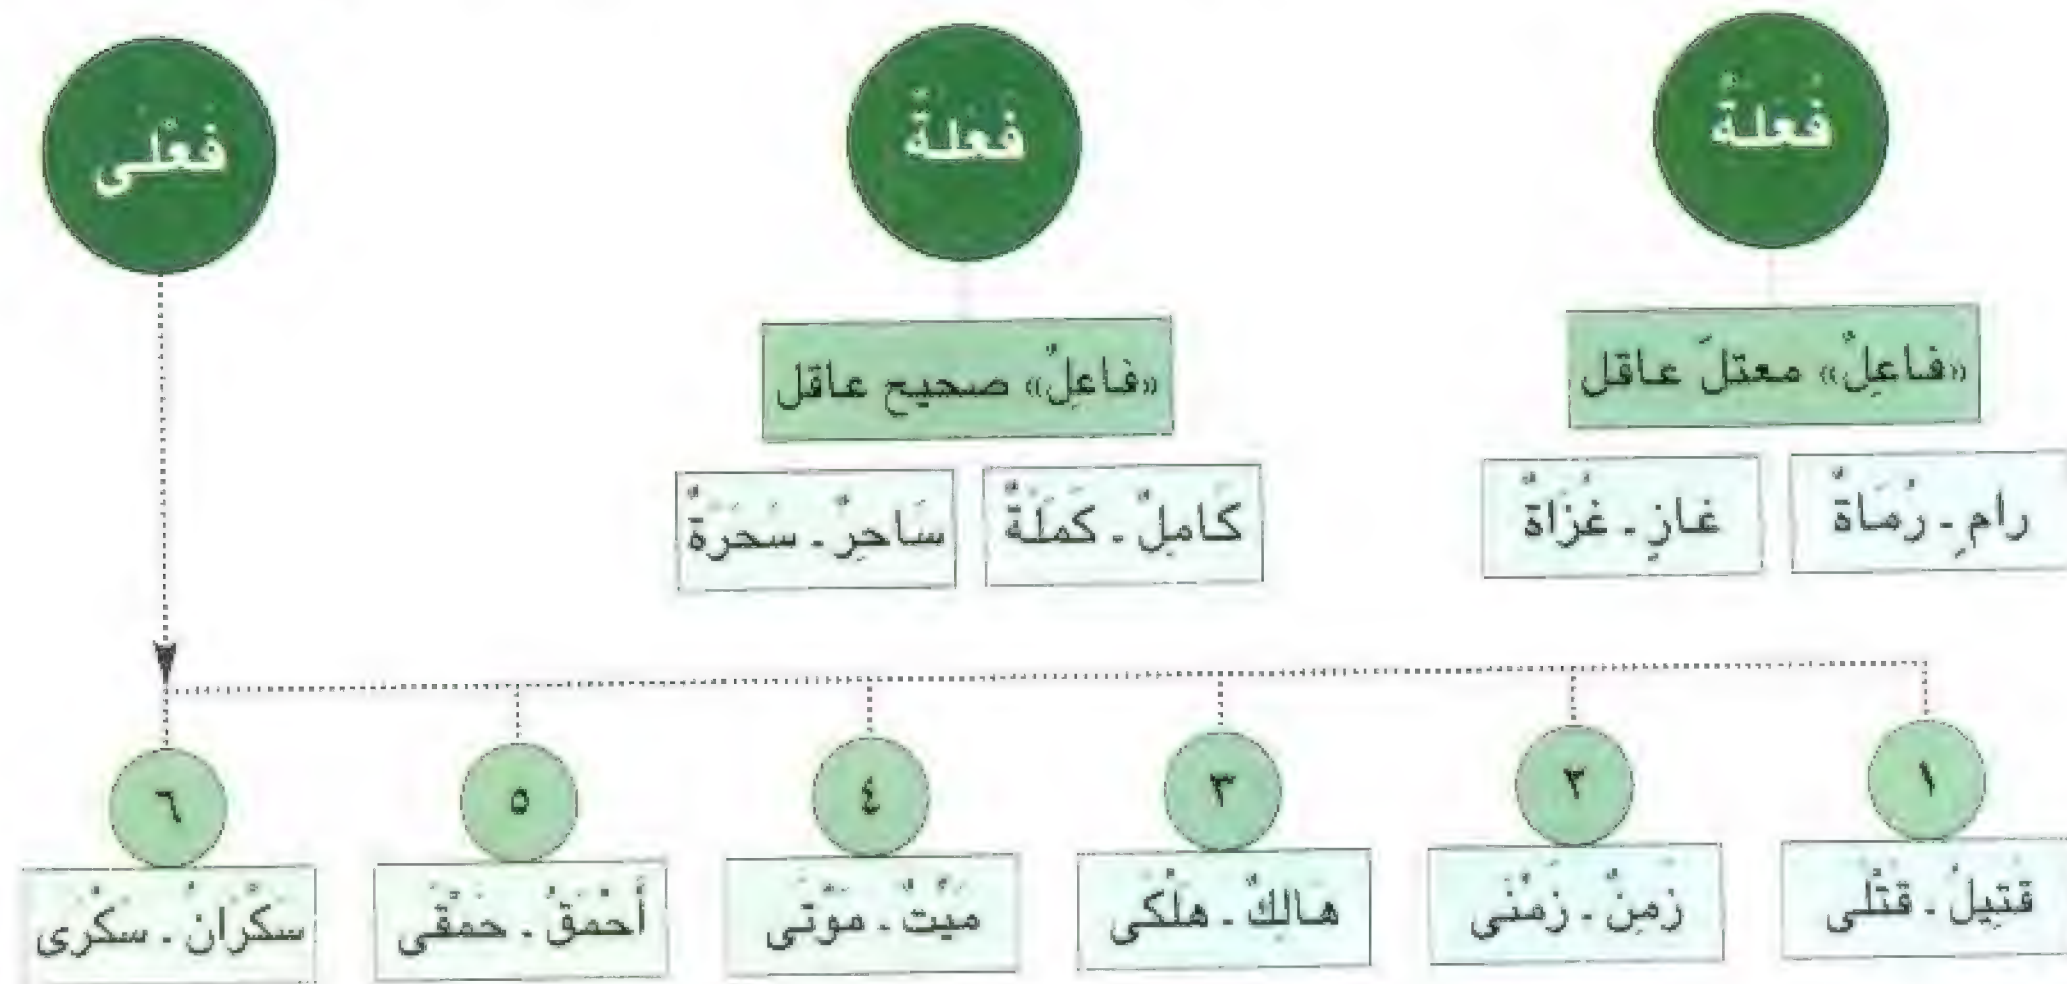 فُعَلَةٌ
فَعَلَةٌ
فَعْلَى
«فاعِلٌ» معتلّ عاقل
«فاعِلٌ» صحيح عاقل
رامٍ - رُمَاةٌ
غازٍ - غُزَاةٌ
كَامِلٌ - كَمَلَةٌ
سَاحِرٌ - سَحَرَةٌ
١
٢
٣
٤
٥
٦
قَتِيلٌ - قَتْلَى
زَمِنٌ - زَمْنَى
هَالِكٌ - هَلْكَى
مَيِّتٌ - مَوْتَى
أَحْمَقُ - حَمْقَى
سَكْرَانُ - سَكْرَى